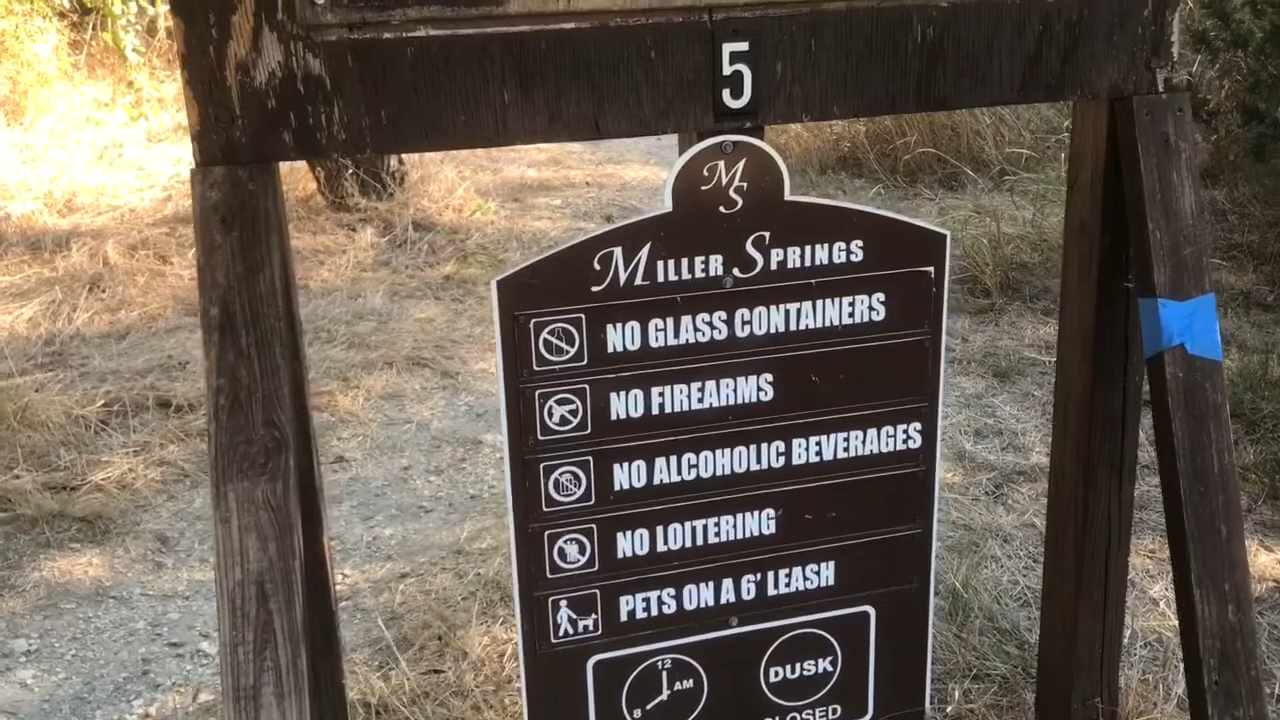 5
MS
MILLER SPRINGS
NO GLASS CONTAINERS
NO FIREARMS
NO ALCOHOLIC BEVERAGES
NO LOITERING
PETS ON A 6' LEASH
12
AM
8
DUSK
CLOSED